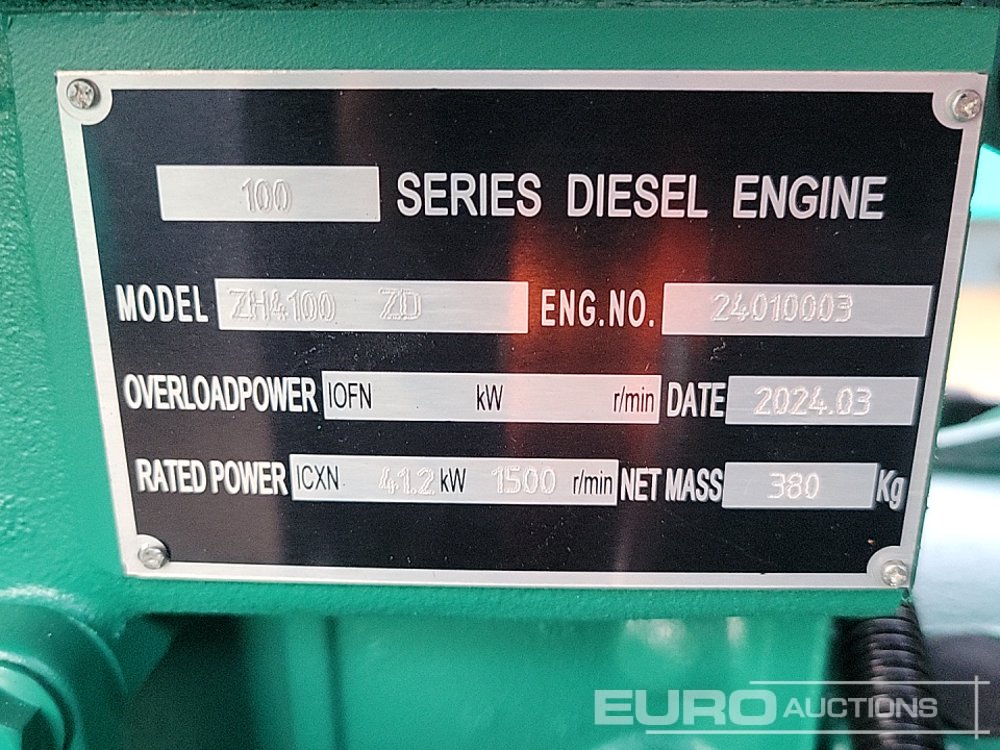 100 SERIES DIESEL ENGINE
MODEL ZH4100 ZD ENG.NO. 24010003
OVERLOADPOWER IOFN kW r/min DATE 2024.03
RATED POWER ICXN 41.2 kW 1500 r/min NET MASS 380 Kg
EURO AUCTIONS